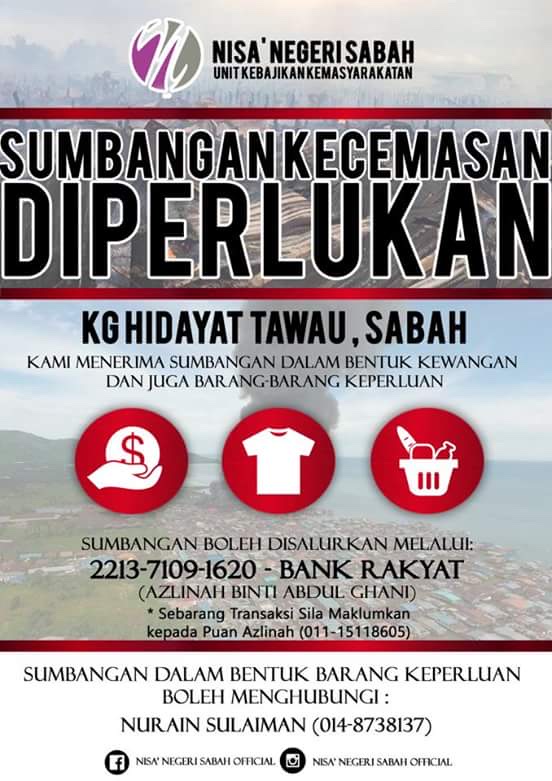 NISA' NEGERI SABAH
UNIT KEBAJIKAN KEMASYARAKATAN
SUMBANGAN KECEMASAN
DIPERLUKAN
KG HIDAYAT TAWAU, SABAH
KAMI MENERIMA SUMBANGAN DALAM BENTUK KEWANGAN
DAN JUGA BARANG-BARANG KEPERLUAN
$
SUMBANGAN BOLEH DISALURKAN MELALUI:
2213-7109-1620 - BANK RAKYAT
(AZLINAH BINTI ABDUL GHANI)
* Sebarang Transaksi Sila Maklumkan
kepada Puan Azlinah (011-15118605)
SUMBANGAN DALAM BENTUK BARANG KEPERLUAN
BOLEH MENGHUBUNGI :
NURAIN SULAIMAN (014-8738137)
NISA' NEGERI SABAH OFFICIAL NISA' NEGERI SABAH OFFICIAL